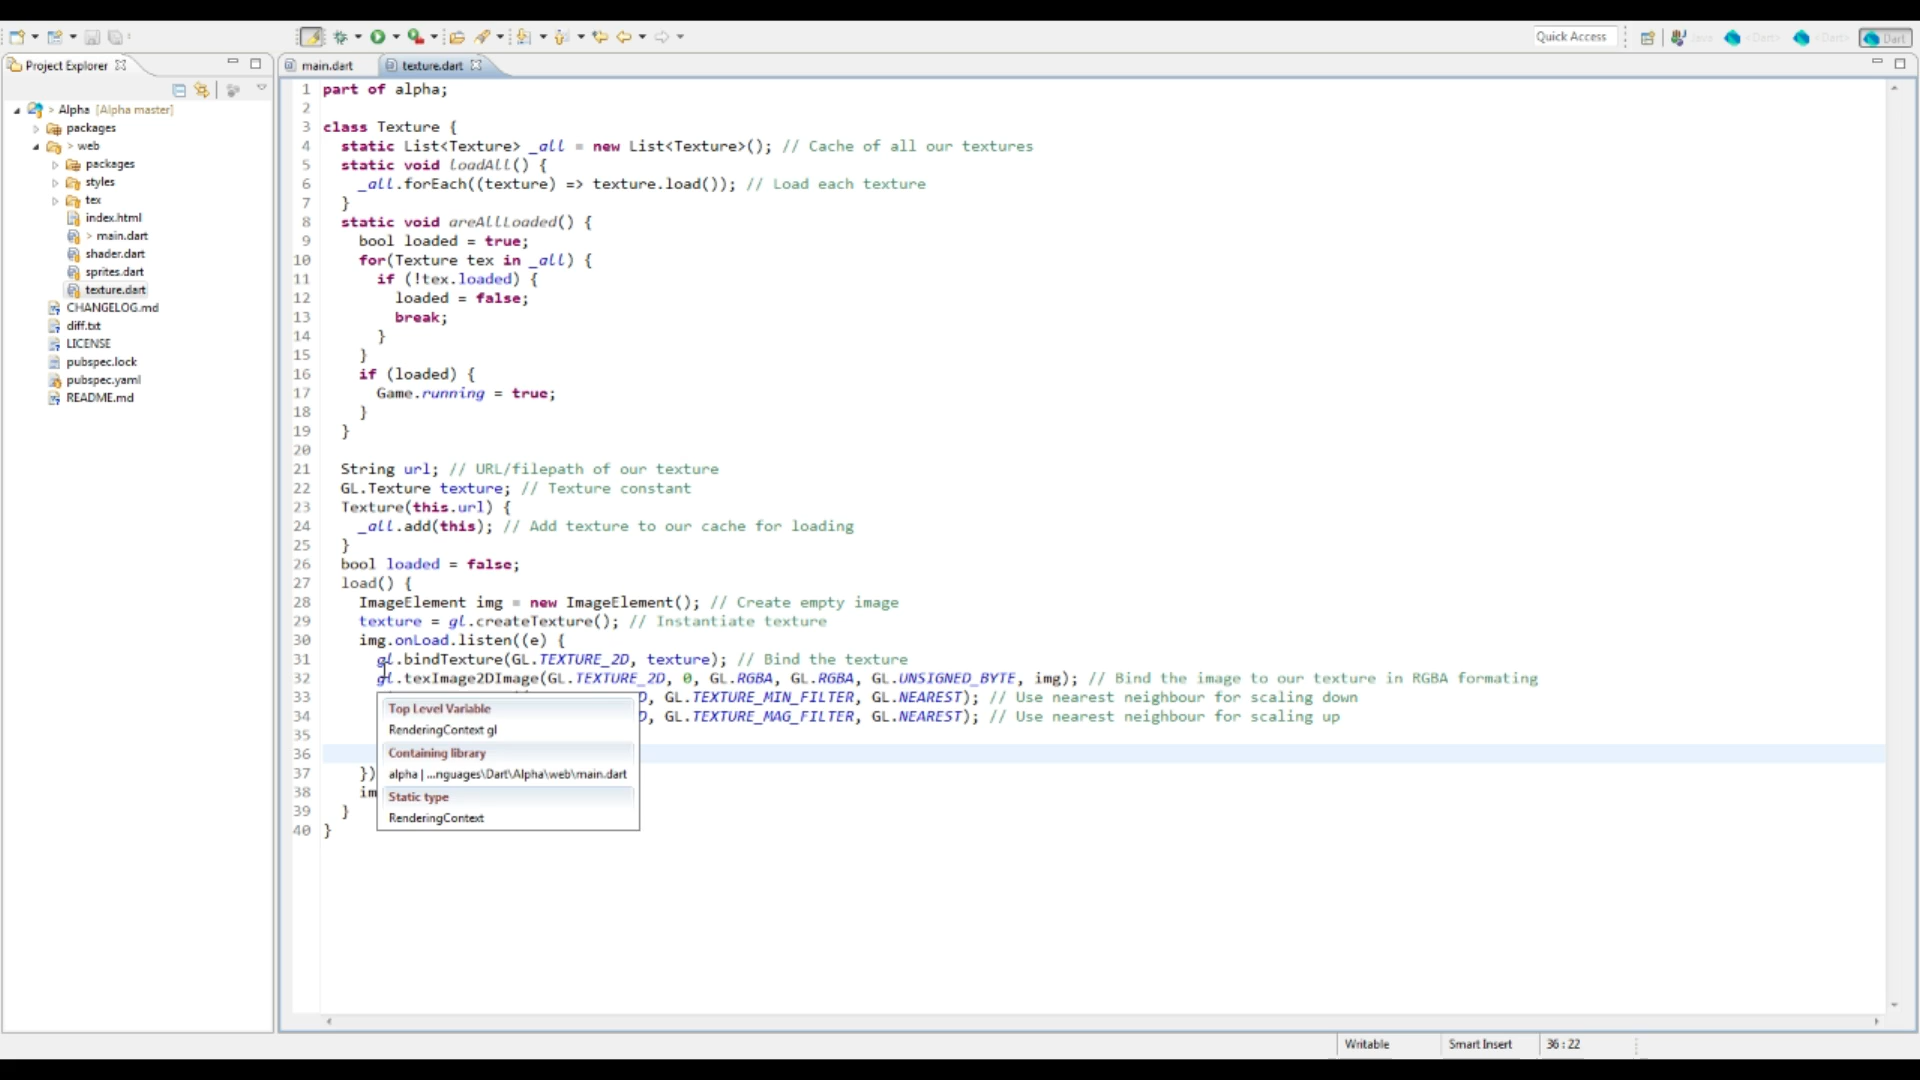 Quick Access
Java
<Dart>
<Dart>
Dart
Project Explorer
main.dart
texture.dart
> Alpha [Alpha master]
packages
> web
packages
styles
tex
index.html
> main.dart
shader.dart
sprites.dart
texture.dart
CHANGELOG.md
diff.txt
LICENSE
pubspec.lock
pubspec.yaml
README.md
1 part of alpha;
2
3 class Texture {
4 static List<Texture> _all = new List<Texture>(); // Cache of all our textures
5 static void loadAll() {
6 _all.forEach((texture) => texture.load()); // Load each texture
7 }
8 static void areAllLoaded() {
9 bool loaded = true;
10 for(Texture tex in _all) {
11 if (!tex.loaded) {
12 loaded = false;
13 break;
14 }
15 }
16 if (loaded) {
17 Game.running = true;
18 }
19 }
20
21 String url; // URL/filepath of our texture
22 GL.Texture texture; // Texture constant
23 Texture(this.url) {
24 _all.add(this); // Add texture to our cache for loading
25 }
26 bool loaded = false;
27 load() {
28 ImageElement img = new ImageElement(); // Create empty image
29 texture = gl.createTexture(); // Instantiate texture
30 img.onLoad.listen((e) {
31 gl.bindTexture(GL.TEXTURE_2D, texture); // Bind the texture
32 gl.texImage2DImage(GL.TEXTURE_2D, 0, GL.RGBA, GL.RGBA, GL.UNSIGNED_BYTE, img); // Bind the image to our texture in RGBA formating
33 D, GL.TEXTURE_MIN_FILTER, GL.NEAREST); // Use nearest neighbour for scaling down
34 D, GL.TEXTURE_MAG_FILTER, GL.NEAREST); // Use nearest neighbour for scaling up
35
36
37 })
38 im
39 }
40 }
Top Level Variable
RenderingContext gl
Containing library
alpha | ...nguages\Dart\Alpha\web\main.dart
Static type
RenderingContext
Writable
Smart Insert
36 : 22